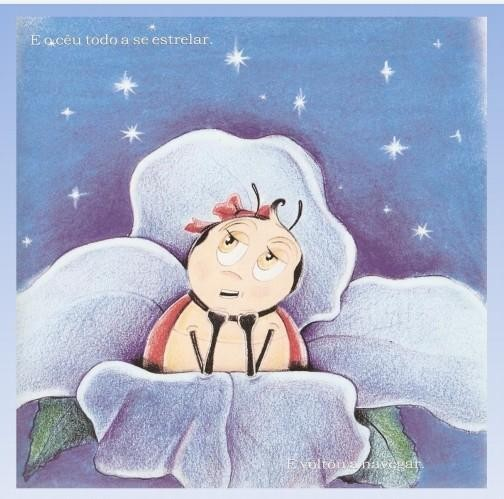 E o céu todo a se estrelar.
E voltou a navegar.